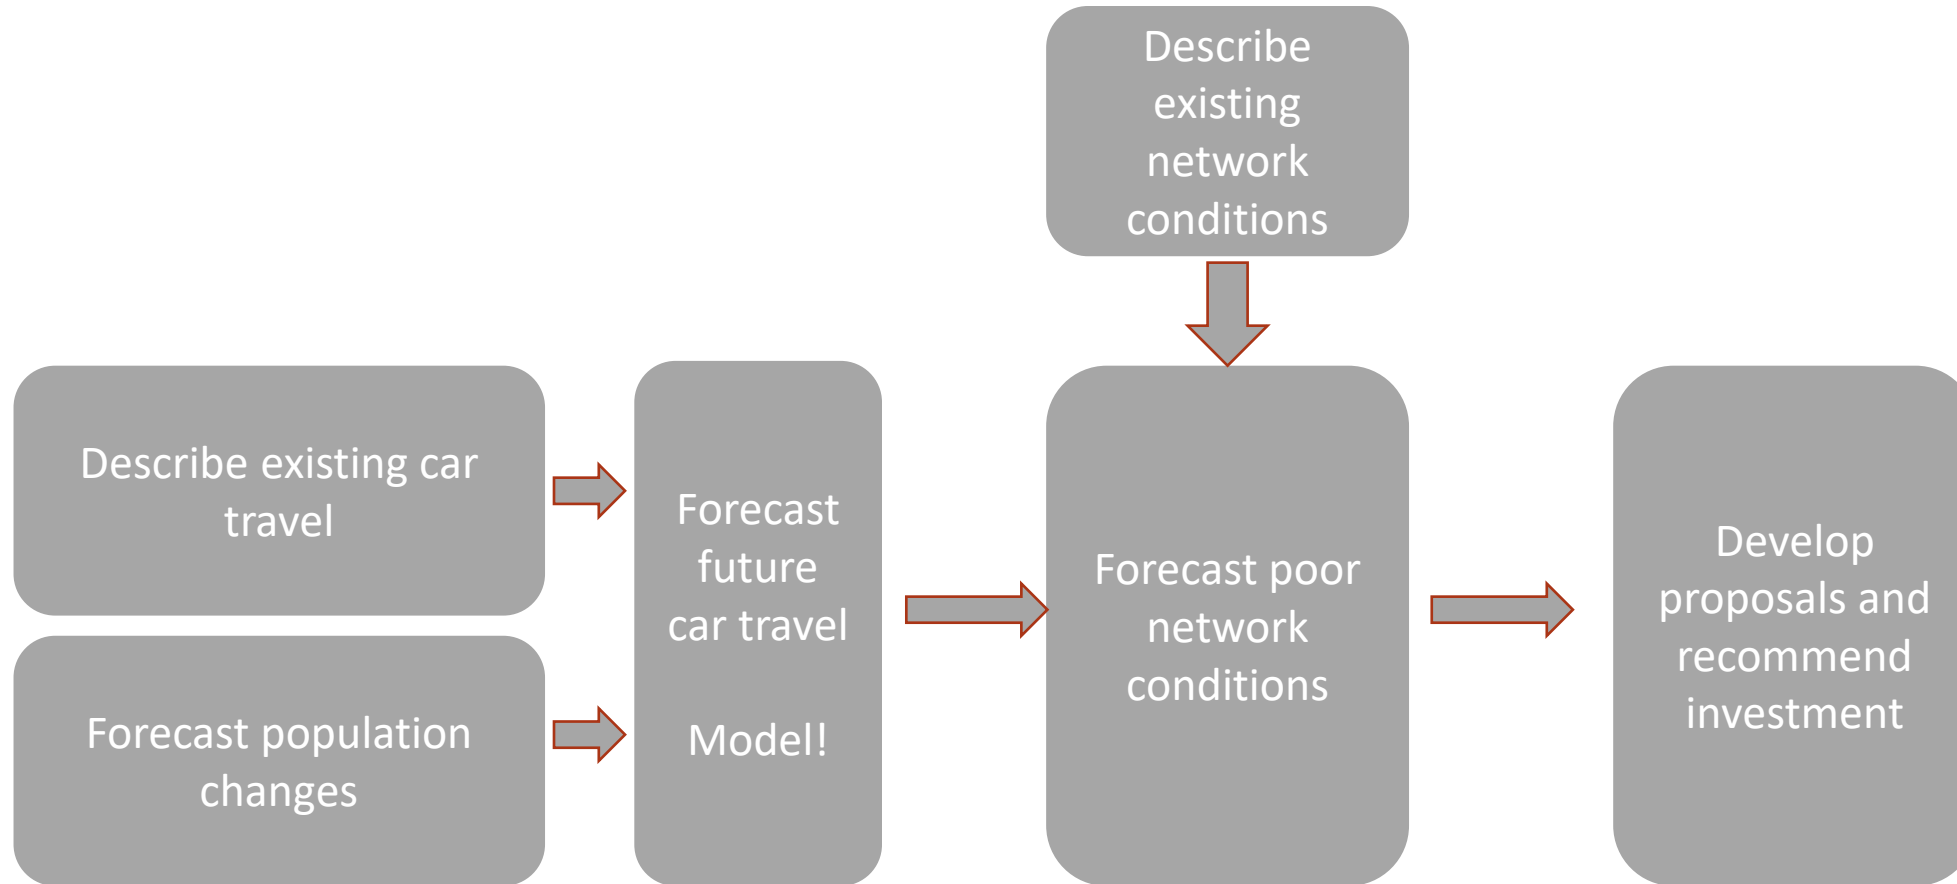 Describe
existing
network
conditions
Describe existing car
travel
Forecast population
changes
Forecast
future
car travel
Model!
Forecast poor
network
conditions
Develop
proposals and
recommend
investment